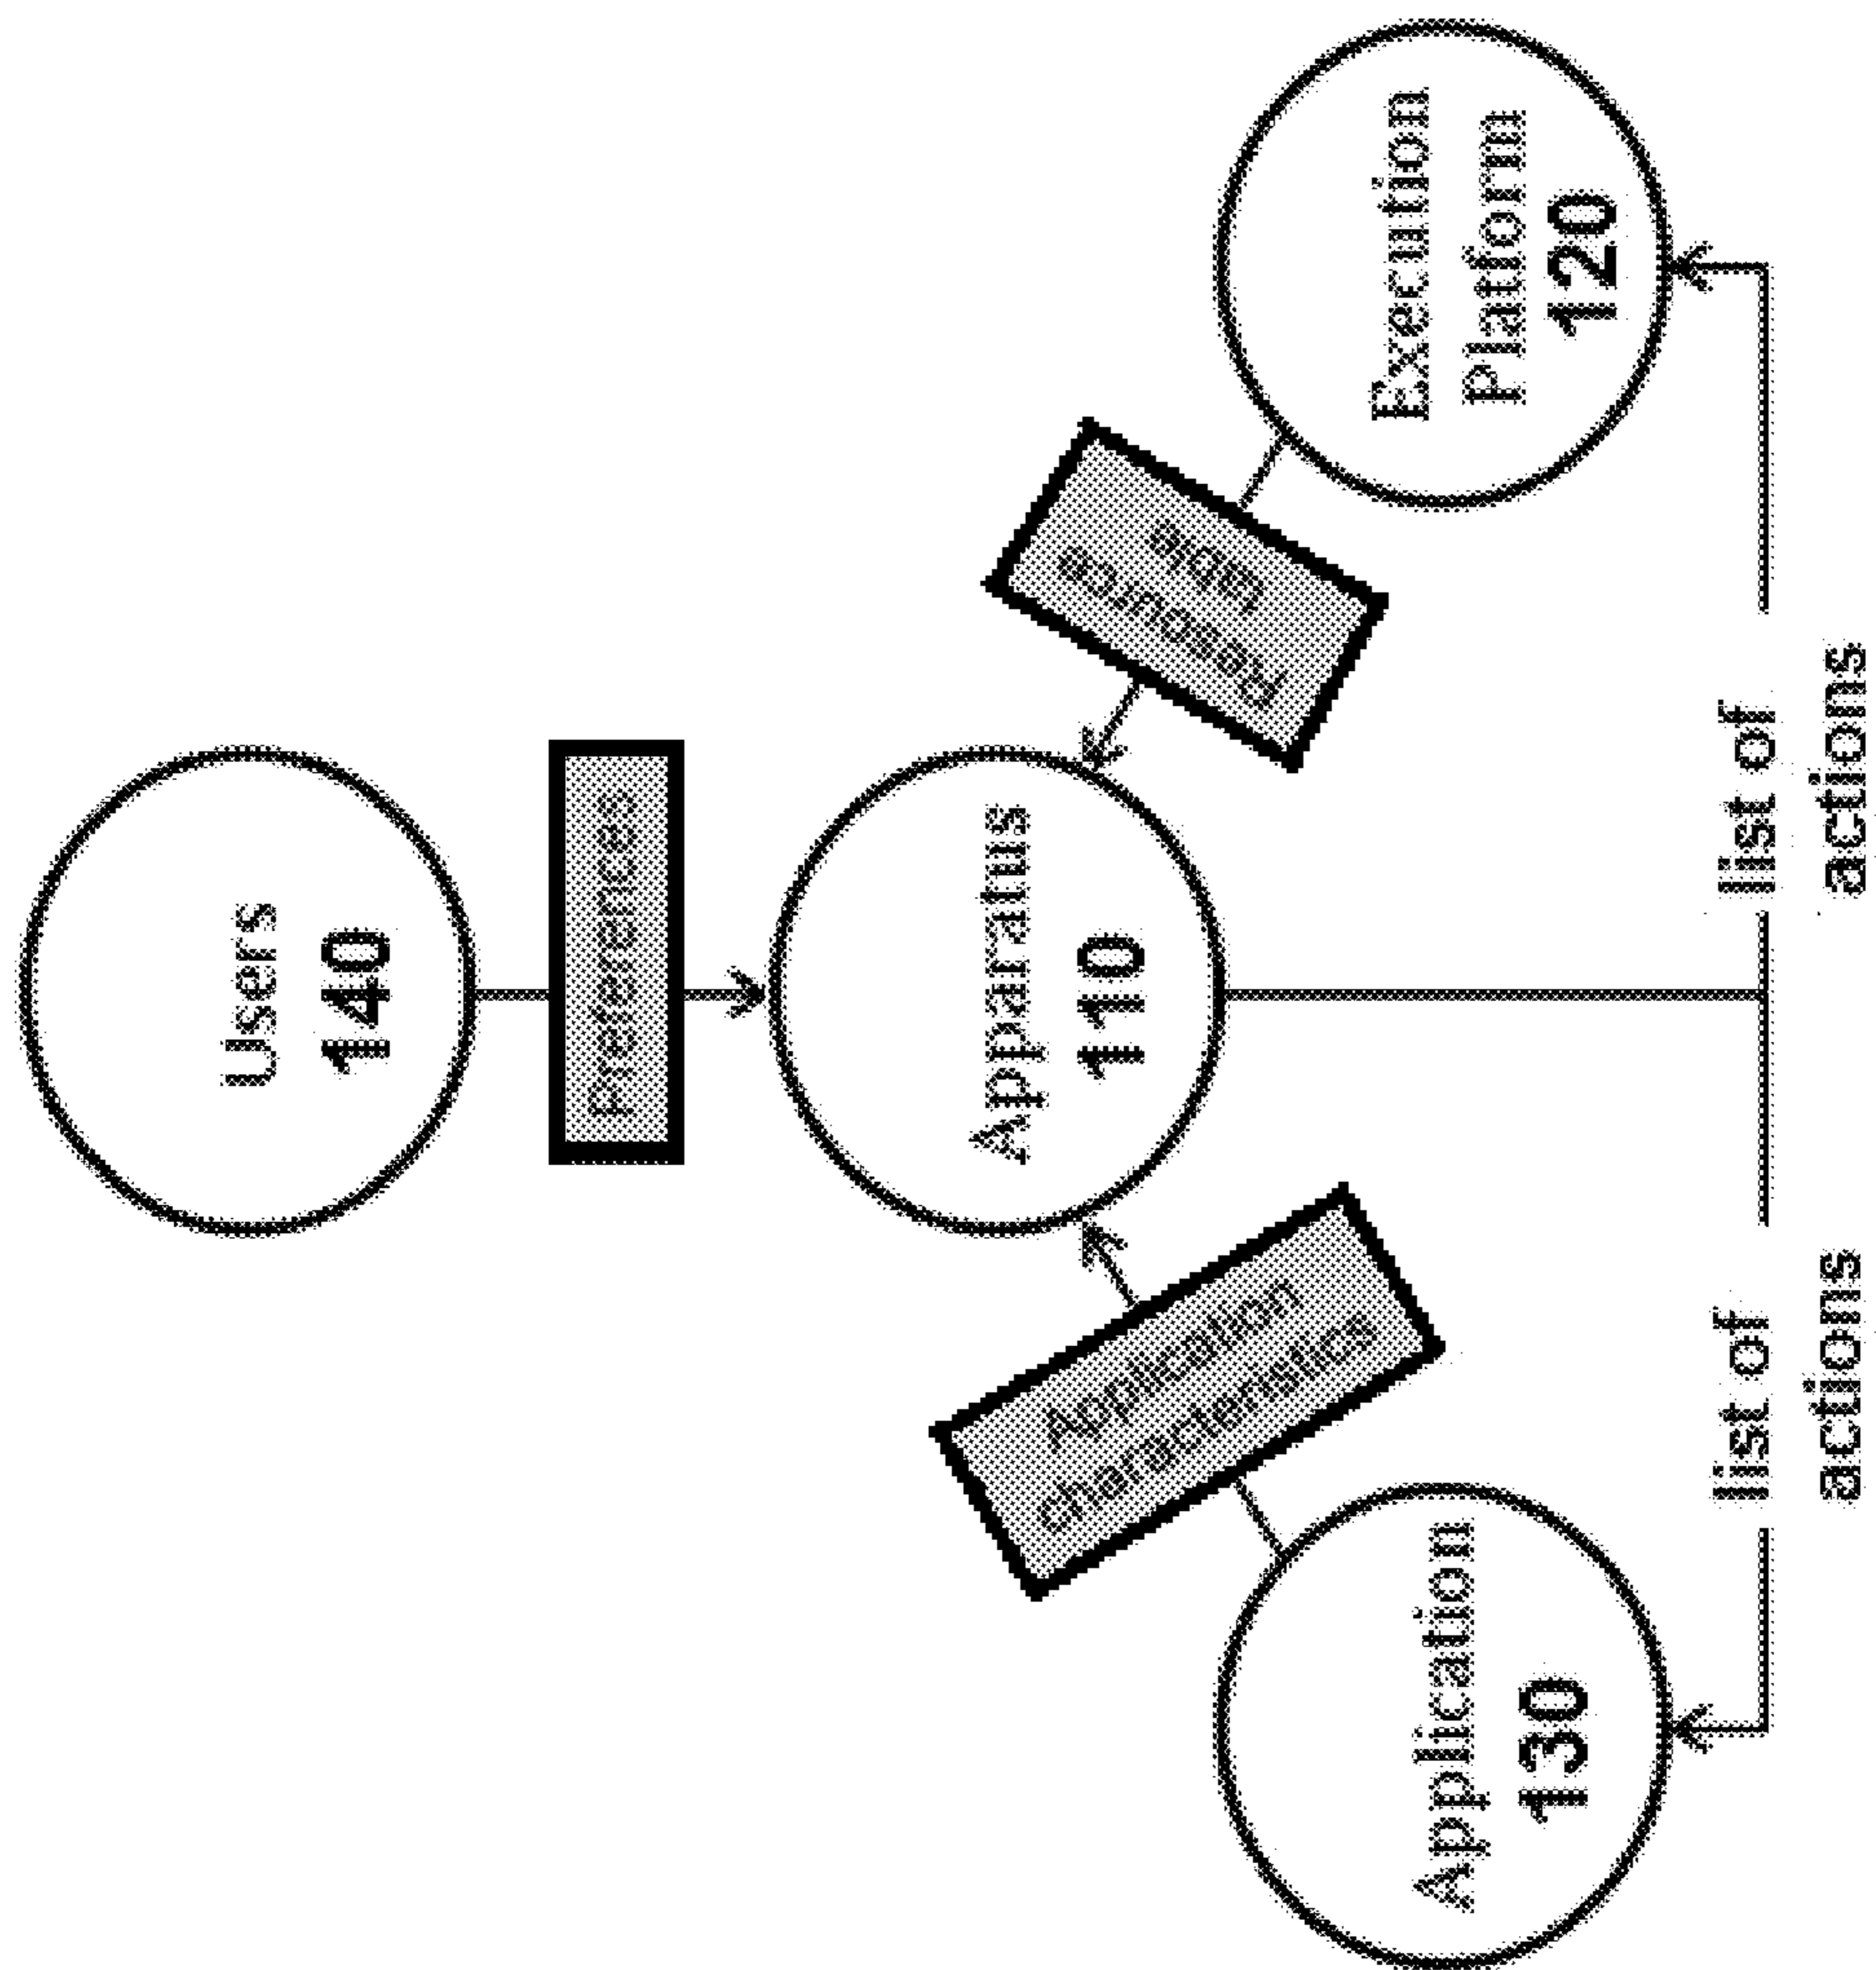 Users
140
Preferences
Apparatus
110
Resource
table
Execution
Platform
120
Application
characteristics
Application
130
list of
actions
list of
actions